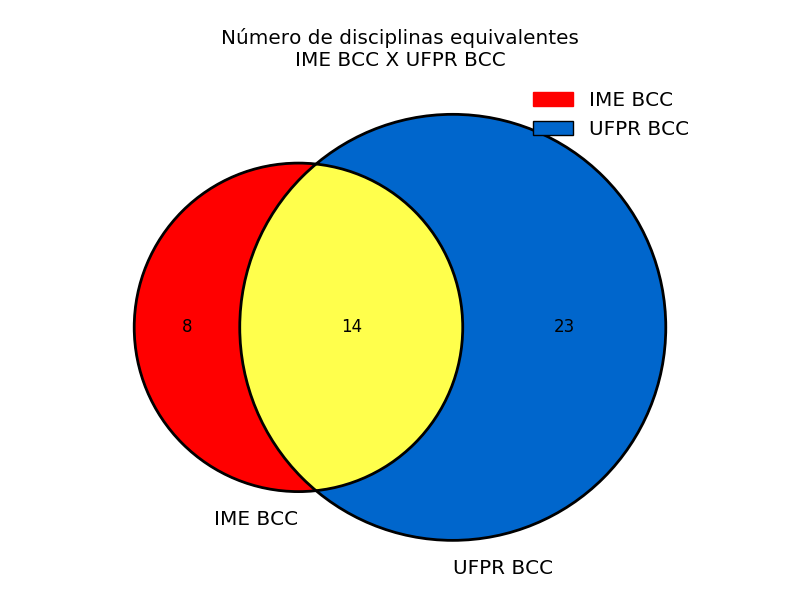 Número de disciplinas equivalentes
IME BCC X UFPR BCC
IME BCC
UFPR BCC
8
14
23
IME BCC
UFPR BCC